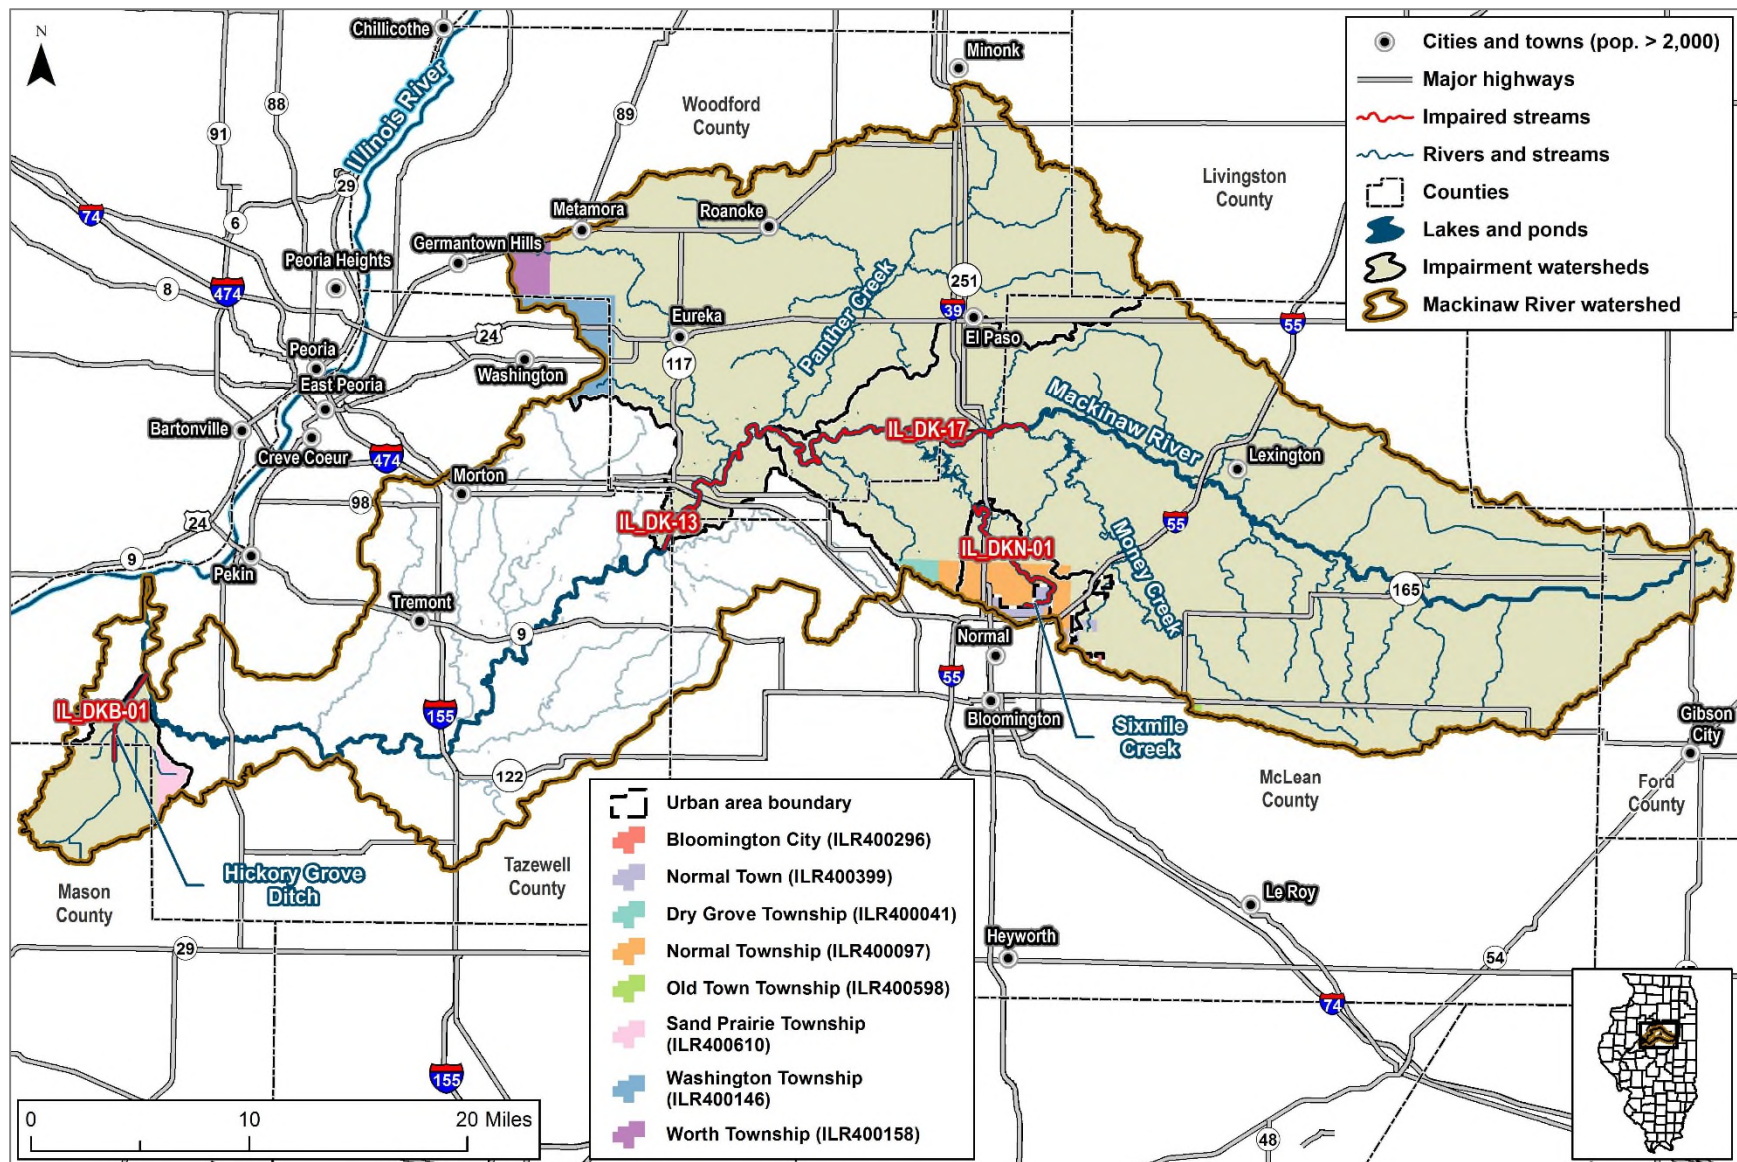 N
Chillicothe
Minonk
88
89
91
Woodford
County
Illinois River
Livingston
County
29
74
6
Metamora
Roanoke
Germantown Hills
Peoria Heights
8
474
251
39
Panther Creek
Eureka
24
El Paso
55
Peoria
Washington
117
East Peoria
Mackinaw River
Bartonville
IL_DK-17
Creve Coeur
474
Lexington
Morton
98
24
IL_DK-13
55
9
IL_DKN-01
Money Creek
Pekin
165
Tremont
9
Normal
55
IL_DKB-01
155
Bloomington
Sixmile
Creek
Gibson
City
122
McLean
County
Ford
County
Hickory Grove
Ditch
Tazewell
County
Mason
County
Le Roy
29
Heyworth
54
74
155
48
Cities and towns (pop. > 2,000)
Major highways
Impaired streams
Rivers and streams
Counties
Lakes and ponds
Impairment watersheds
Mackinaw River watershed
Urban area boundary
Bloomington City (ILR400296)
Normal Town (ILR400399)
Dry Grove Township (ILR400041)
Normal Township (ILR400097)
Old Town Township (ILR400598)
Sand Prairie Township
(ILR400610)
Washington Township
(ILR400146)
Worth Township (ILR400158)
0 10 20 Miles